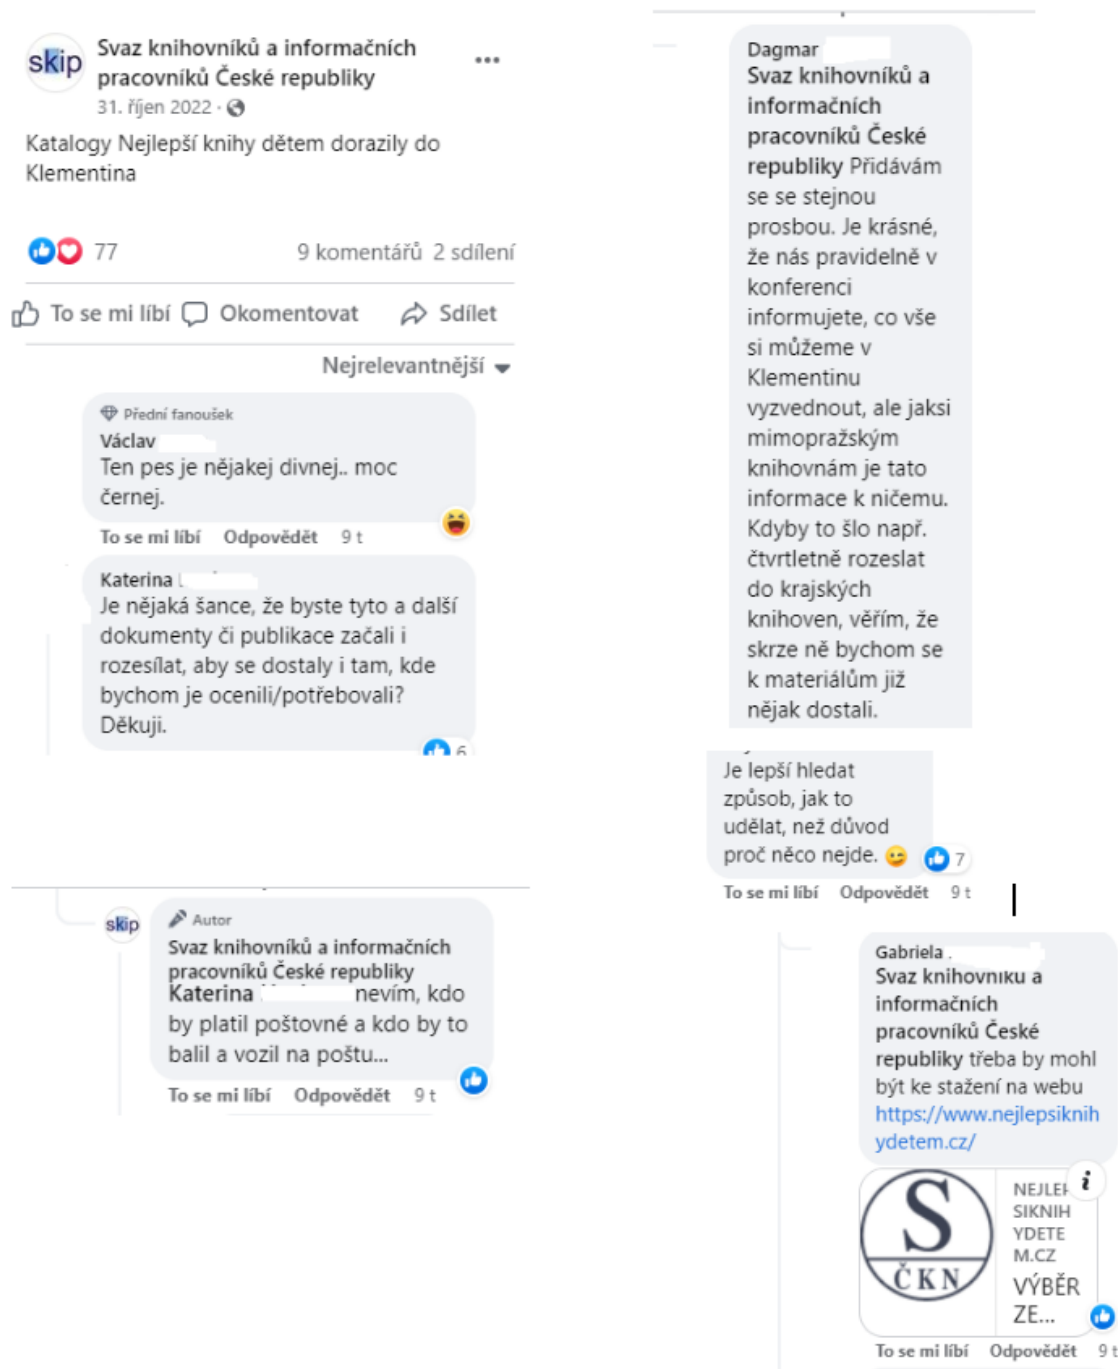 skip
Svaz knihovníků a informačních
pracovníků České republiky
31. říjen 2022 ·
Katalogy Nejlepší knihy dětem dorazily do
Klementina
77
9 komentářů 2 sdílení
To se mi líbí Okomentovat Sdílet
Nejrelevantnější
Přední fanoušek
Václav
Ten pes je nějakej divnej.. moc
černej.
To se mi líbí Odpovědět 9 t
Katerina
Je nějaká šance, že byste tyto a další
dokumenty či publikace začali i
rozesílat, aby se dostaly i tam, kde
bychom je ocenili/potřebovali?
Děkuji.
6
skip
Autor
Svaz knihovníků a informačních
pracovníků České republiky
Katerina nevím, kdo
by platil poštovné a kdo by to
balil a vozil na poštu...
To se mi líbí Odpovědět 9 t
Dagmar
Svaz knihovníků a
informačních
pracovníků České
republiky Přidávám
se se stejnou
prosbou. Je krásné,
že nás pravidelně v
konferenci
informujete, co vše
si můžeme v
Klementinu
vyzvednout, ale jaksi
mimopražským
knihovnám je tato
informace k ničemu.
Kdyby to šlo např.
čtvrtletně rozeslat
do krajských
knihoven, věřím, že
skrze ně bychom se
k materiálům již
nějak dostali.
Je lepší hledat
způsob, jak to
udělat, než důvod
proč něco nejde.
7
To se mi líbí Odpovědět 9 t
Gabriela
Svaz knihovníků a
informačních
pracovníků České
republiky třeba by mohl
být ke stažení na webu
https://www.nejlepsiknih
ydetem.cz/
S
ČKN
NEJLEP
SIKNIH
YDETE
M.CZ
VÝBĚR
ZE...
To se mi líbí Odpovědět 9 t